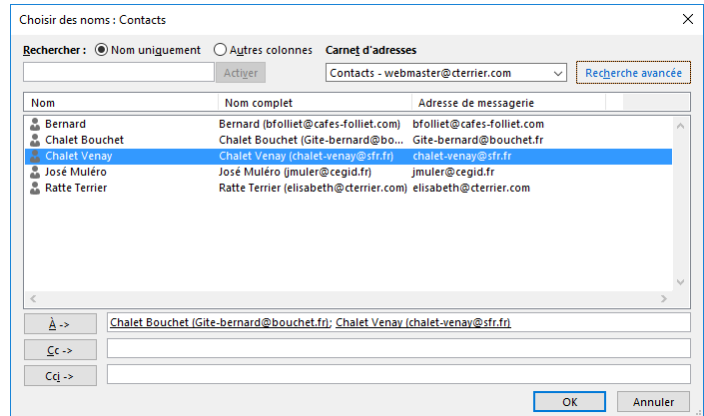 Choisir des noms : Contacts
Rechercher : Nom uniquement Autres colonnes Carnet d'adresses
Activer Contacts - webmaster@cterrier.com Recherche avancée
Nom Nom complet Adresse de messagerie
Bernard Bernard (bfolliet@cafes-folliet.com) bfolliet@cafes-folliet.com
Chalet Bouchet Chalet Bouchet (Gite-bernard@bo... Gite-bernard@bouchet.fr
Chalet Venay Chalet Venay (chalet-venay@sfr.fr) chalet-venay@sfr.fr
José Muléro José Muléro (jmuler@cegid.fr) jmuler@cegid.fr
Ratte Terrier Ratte Terrier (elisabeth@cterrier.com) elisabeth@cterrier.com
À -> Chalet Bouchet (Gite-bernard@bouchet.fr); Chalet Venay (chalet-venay@sfr.fr)
Cc ->
Cci ->
OK Annuler